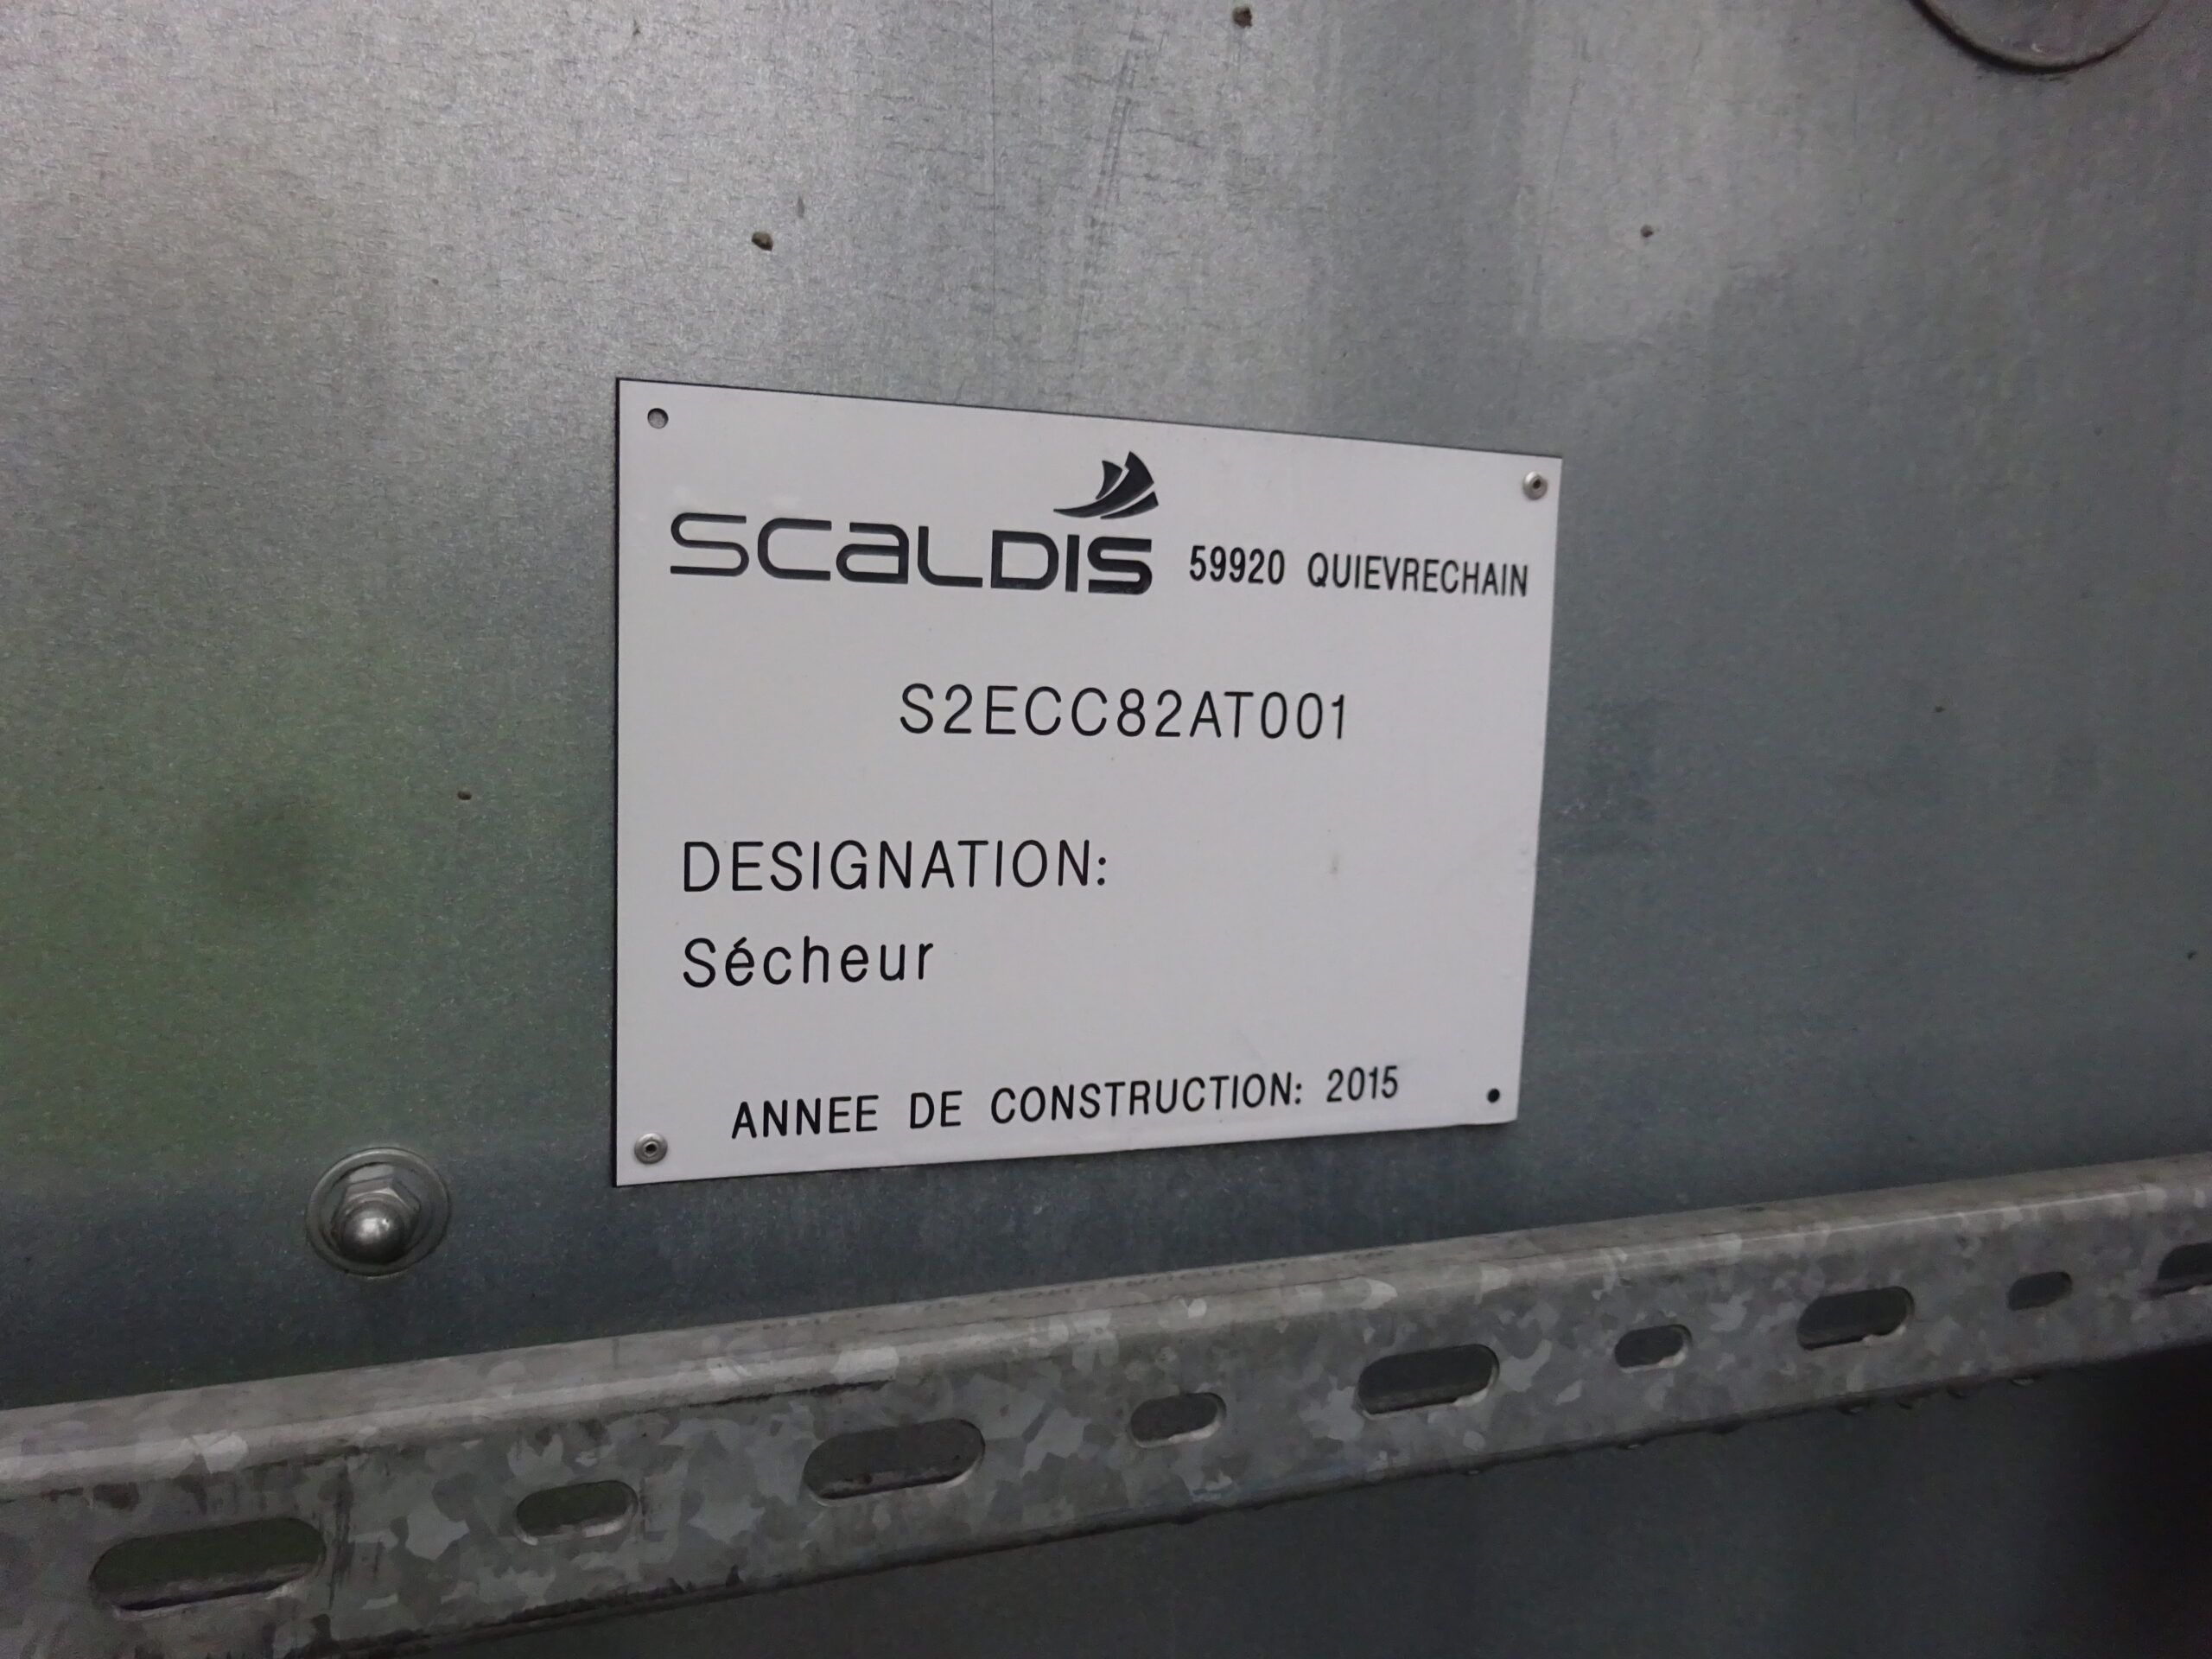 SCALDIS 59920 QUIEVRECHAIN
S2ECC82AT001
DESIGNATION:
Sécheur
ANNEE DE CONSTRUCTION: 2015